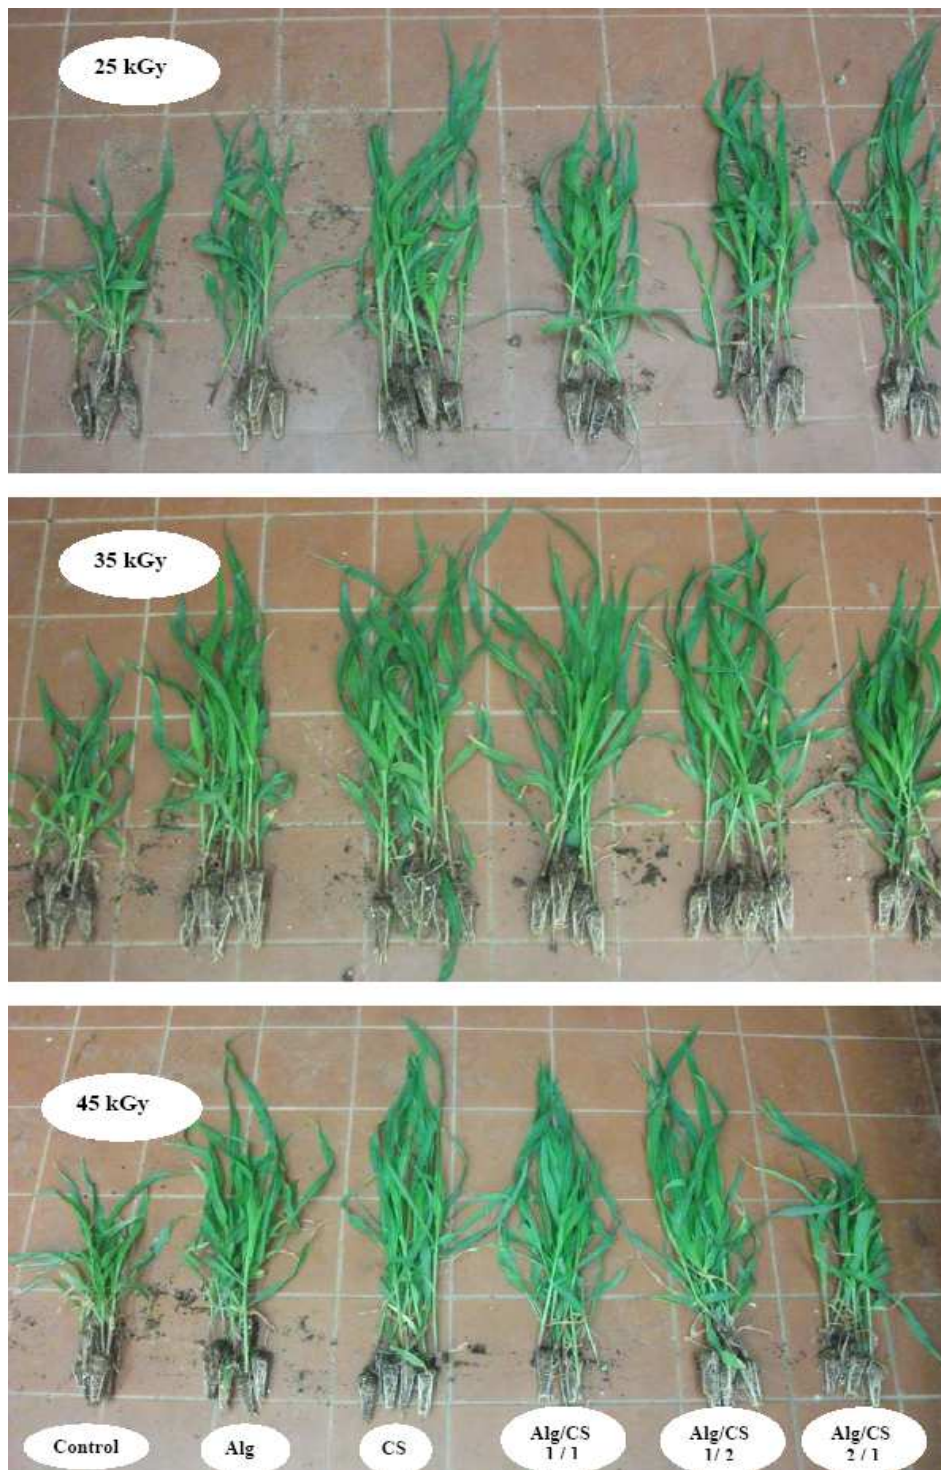 25 kGy
35 kGy
45 kGy
Control
Alg
CS
Alg/CS
1 / 1
Alg/CS
1/ 2
Alg/CS
2 / 1